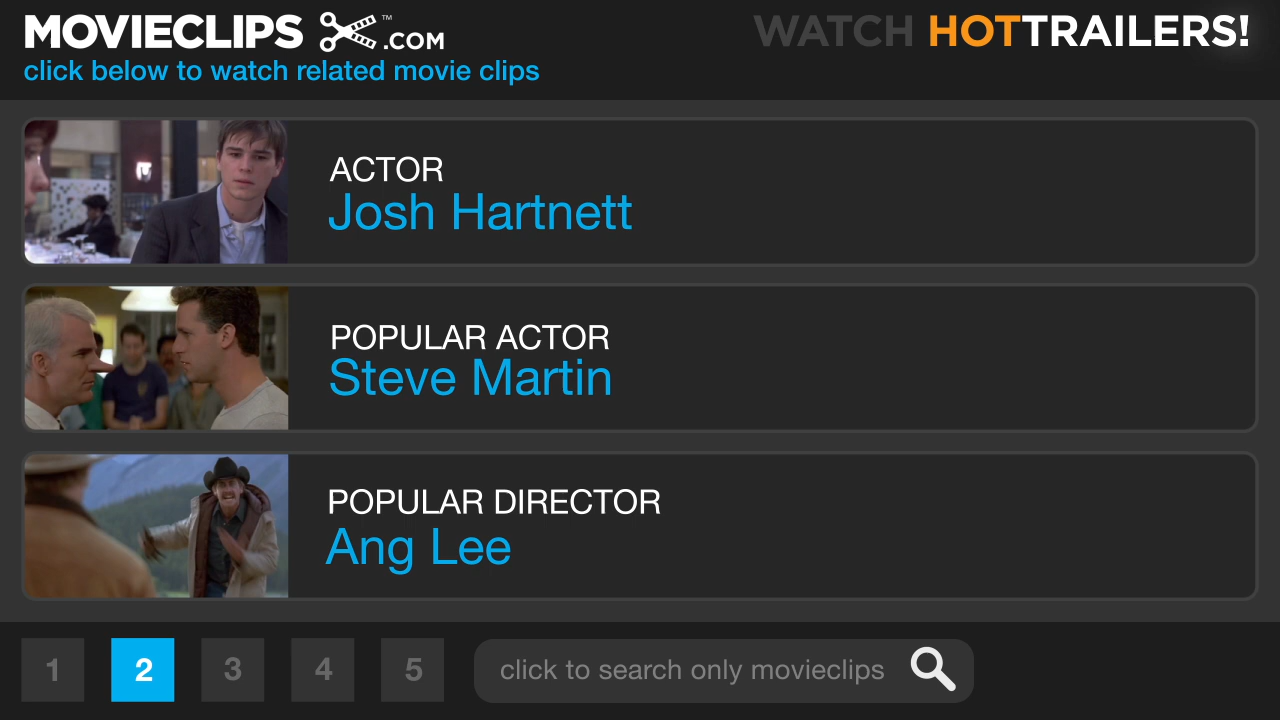 MOVIECLIPS ™ .COM
WATCH HOTTRAILERS!
click below to watch related movie clips
ACTOR
Josh Hartnett
POPULAR ACTOR
Steve Martin
POPULAR DIRECTOR
Ang Lee
1 2 3 4 5 click to search only movieclips